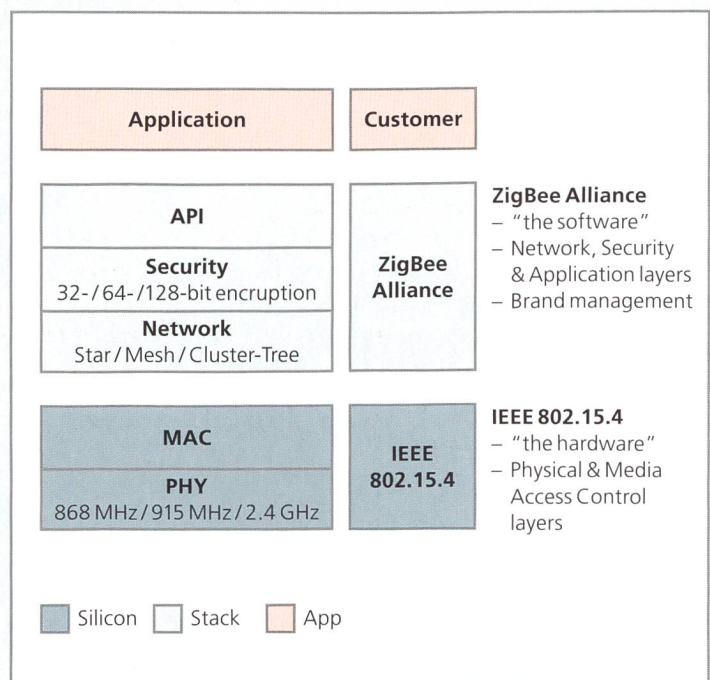 Application
Customer
API
Security
32-/64-/128-bit encruption
Network
Star/Mesh/Cluster-Tree
ZigBee
Alliance
ZigBee Alliance
– "the software"
– Network, Security
& Application layers
– Brand management
MAC
PHY
868 MHz/915 MHz/2.4 GHz
IEEE
802.15.4
IEEE 802.15.4
– "the hardware"
– Physical & Media
Access Control
layers
Silicon
Stack
App